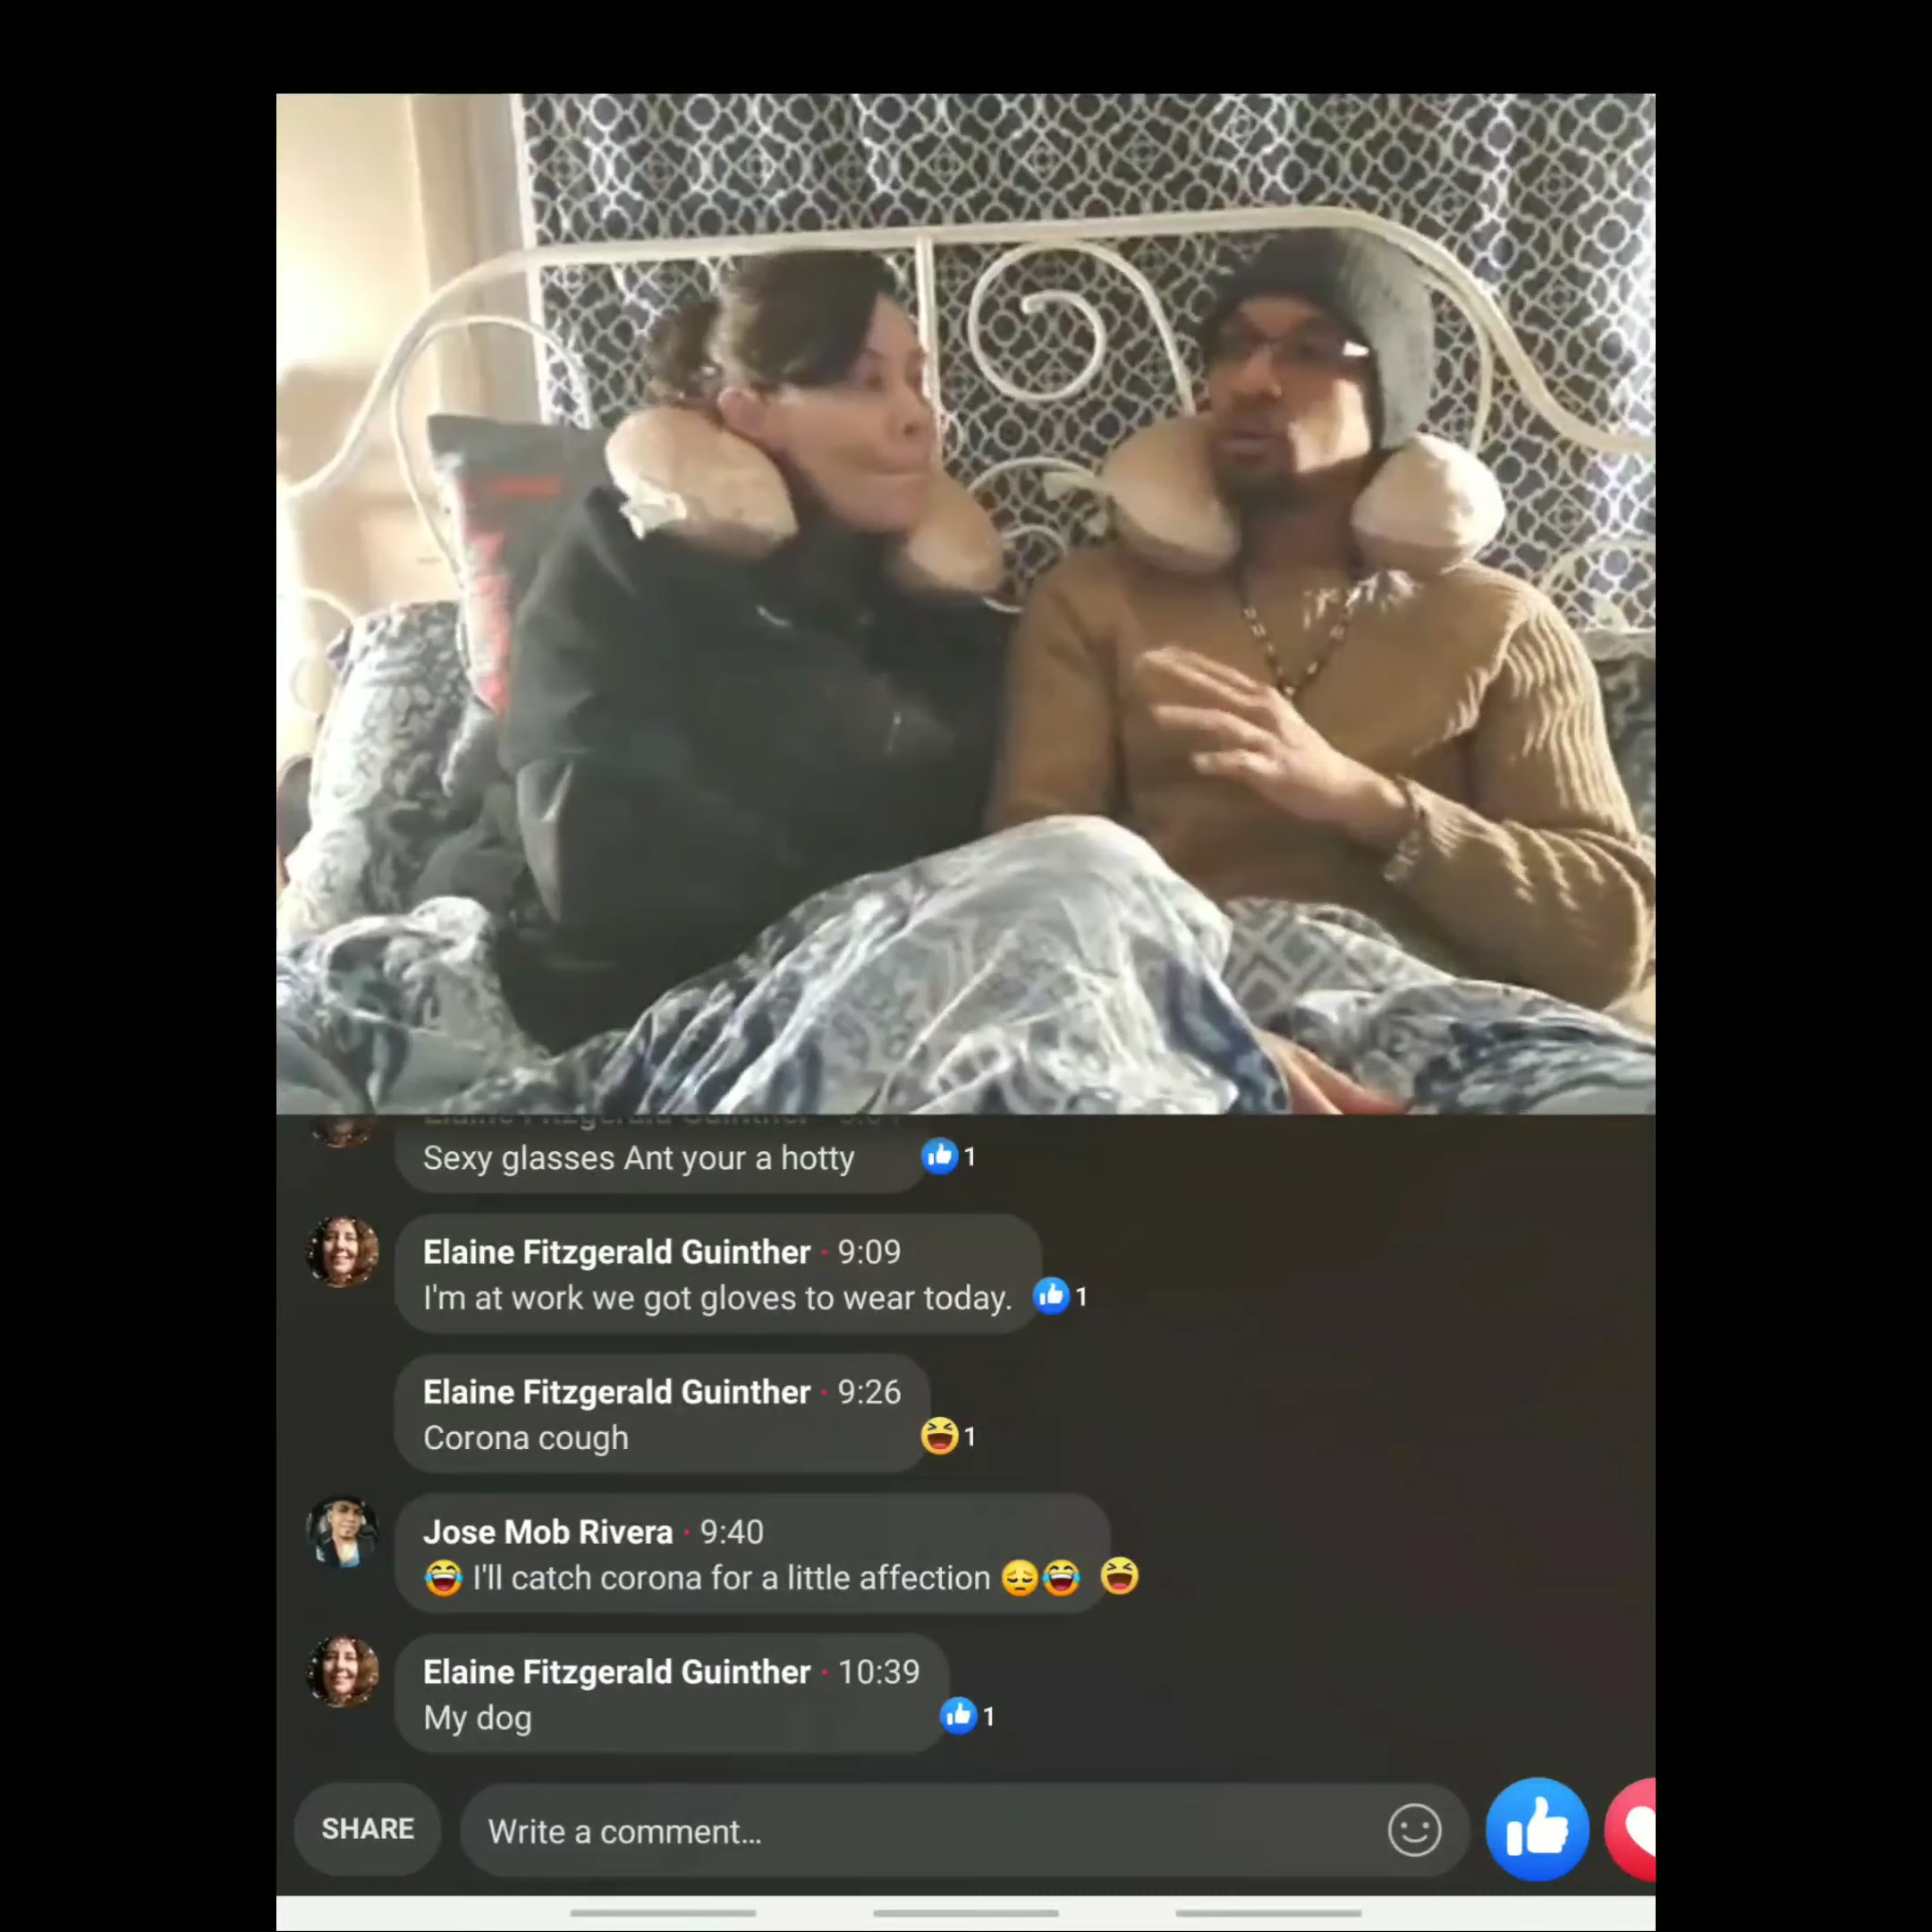 Sexy glasses Ant your a hotty 1
Elaine Fitzgerald Guinther · 9:09
I'm at work we got gloves to wear today. 1
Elaine Fitzgerald Guinther · 9:26
Corona cough 😆 1
Jose Mob Rivera · 9:40
😂 I'll catch corona for a little affection 😔😂 😆
Elaine Fitzgerald Guinther · 10:39
My dog 1
SHARE Write a comment...